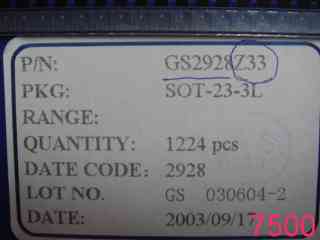 P/N: GS2928Z33
PKG: SOT-23-3L
RANGE:
QUANTITY: 1224 pcs
DATE CODE: 2928
LOT NO. GS 030604-2
DATE: 2003/09/17
7500